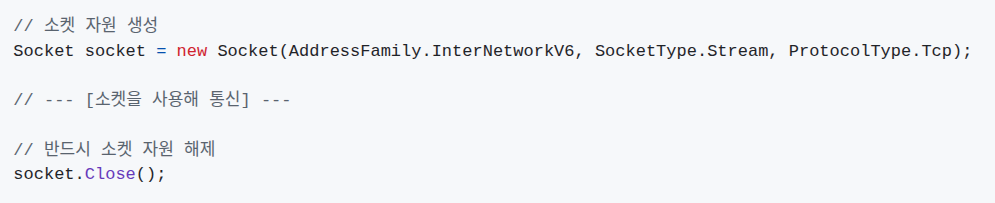 // 소켓 자원 생성
Socket socket = new Socket(AddressFamily.InterNetworkV6, SocketType.Stream, ProtocolType.Tcp);
// --- [소켓을 사용해 통신] ---
// 반드시 소켓 자원 해제
socket.Close();